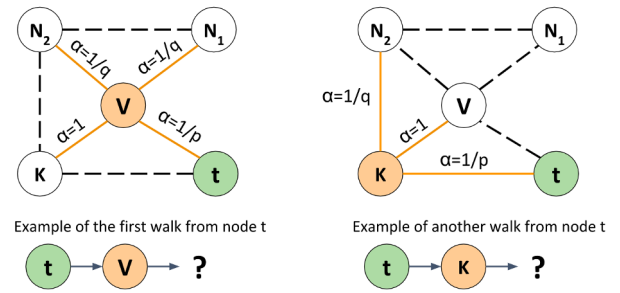 N2 N1
α=1/q α=1/q
V
α=1 α=1/p
K t
Example of the first walk from node t
t V ?
N2 N1
α=1/q V
α=1
α=1/p
K t
Example of another walk from node t
t K ?